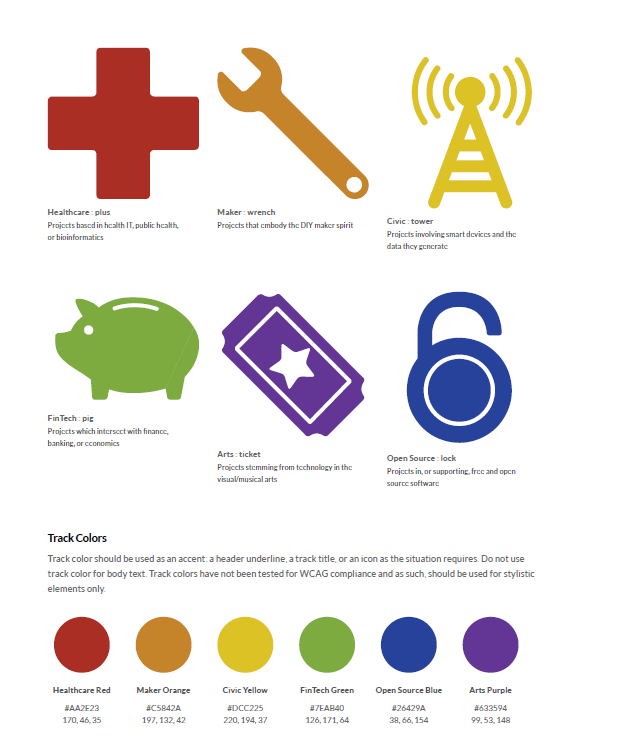 Healthcare : plus
Projects based in health IT, public health,
or bioinformatics
Maker : wrench
Projects that embody the DIY maker spirit
Civic : tower
Projects involving smart devices and the
data they generate
FinTech : pig
Projects which intersect with finance,
banking, or economics
Arts : ticket
Projects stemming from technology in the
visual/musical arts
Open Source : lock
Projects in, or supporting, free and open
source software
Track Colors
Track color should be used as an accent: a header underline, a track title, or an icon as the situation requires. Do not use
track color for body text. Track colors have not been tested for WCAG compliance and as such, should be used for stylistic
elements only.
Healthcare Red
#AA2E23
170, 46, 35
Maker Orange
#C5842A
197, 132, 42
Civic Yellow
#DCC225
220, 194, 37
FinTech Green
#7EAB40
126, 171, 64
Open Source Blue
#26429A
38, 66, 154
Arts Purple
#633594
99, 53, 148